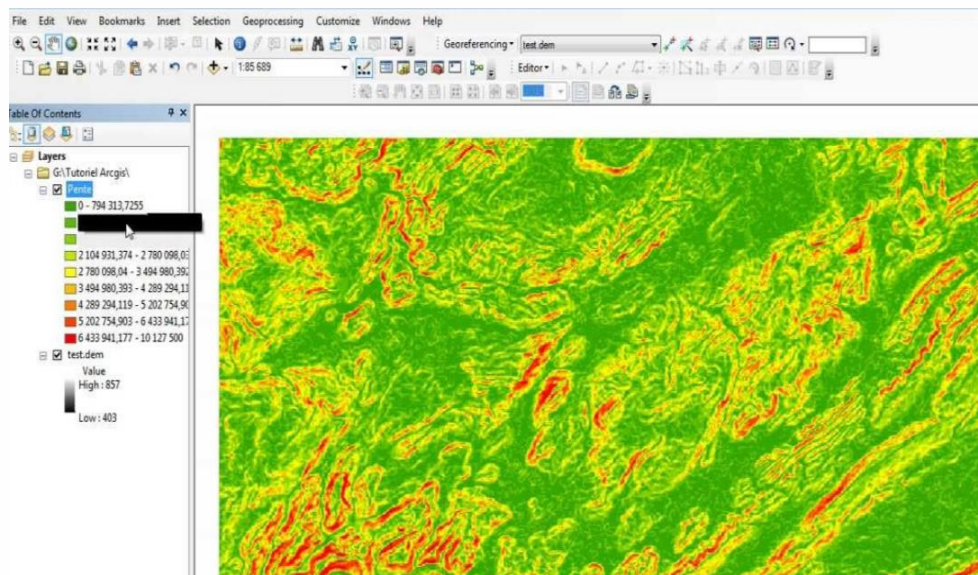 File Edit View Bookmarks Insert Selection Geoprocessing Customize Windows Help
Georeferencing test.dem
1:85 689 Editor
Table Of Contents
Layers
G:\Tutoriel Arcgis\
Pente
0 - 794 313,7255
2 104 931,374 - 2 780 098,03
2 780 098,04 - 3 494 980,392
3 494 980,393 - 4 289 294,11
4 289 294,119 - 5 202 754,90
5 202 754,903 - 6 433 941,17
6 433 941,177 - 10 127 500
test.dem
Value
High : 857
Low : 403